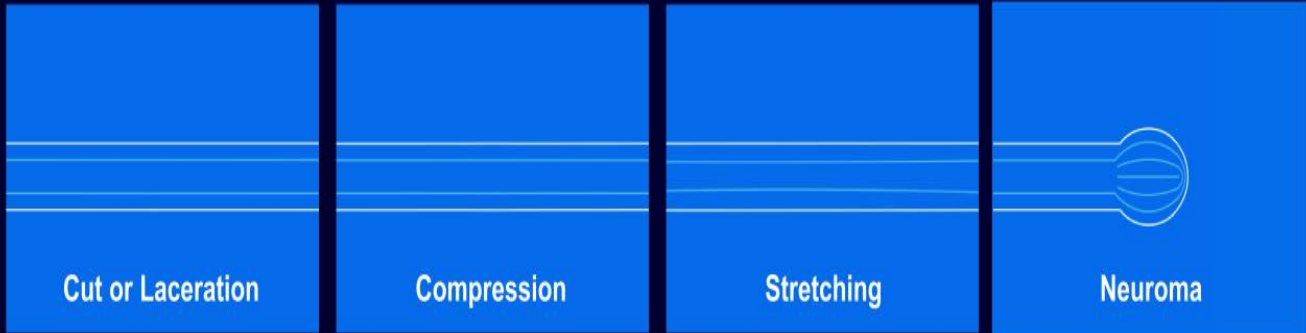 Cut or Laceration
Compression
Stretching
Neuroma